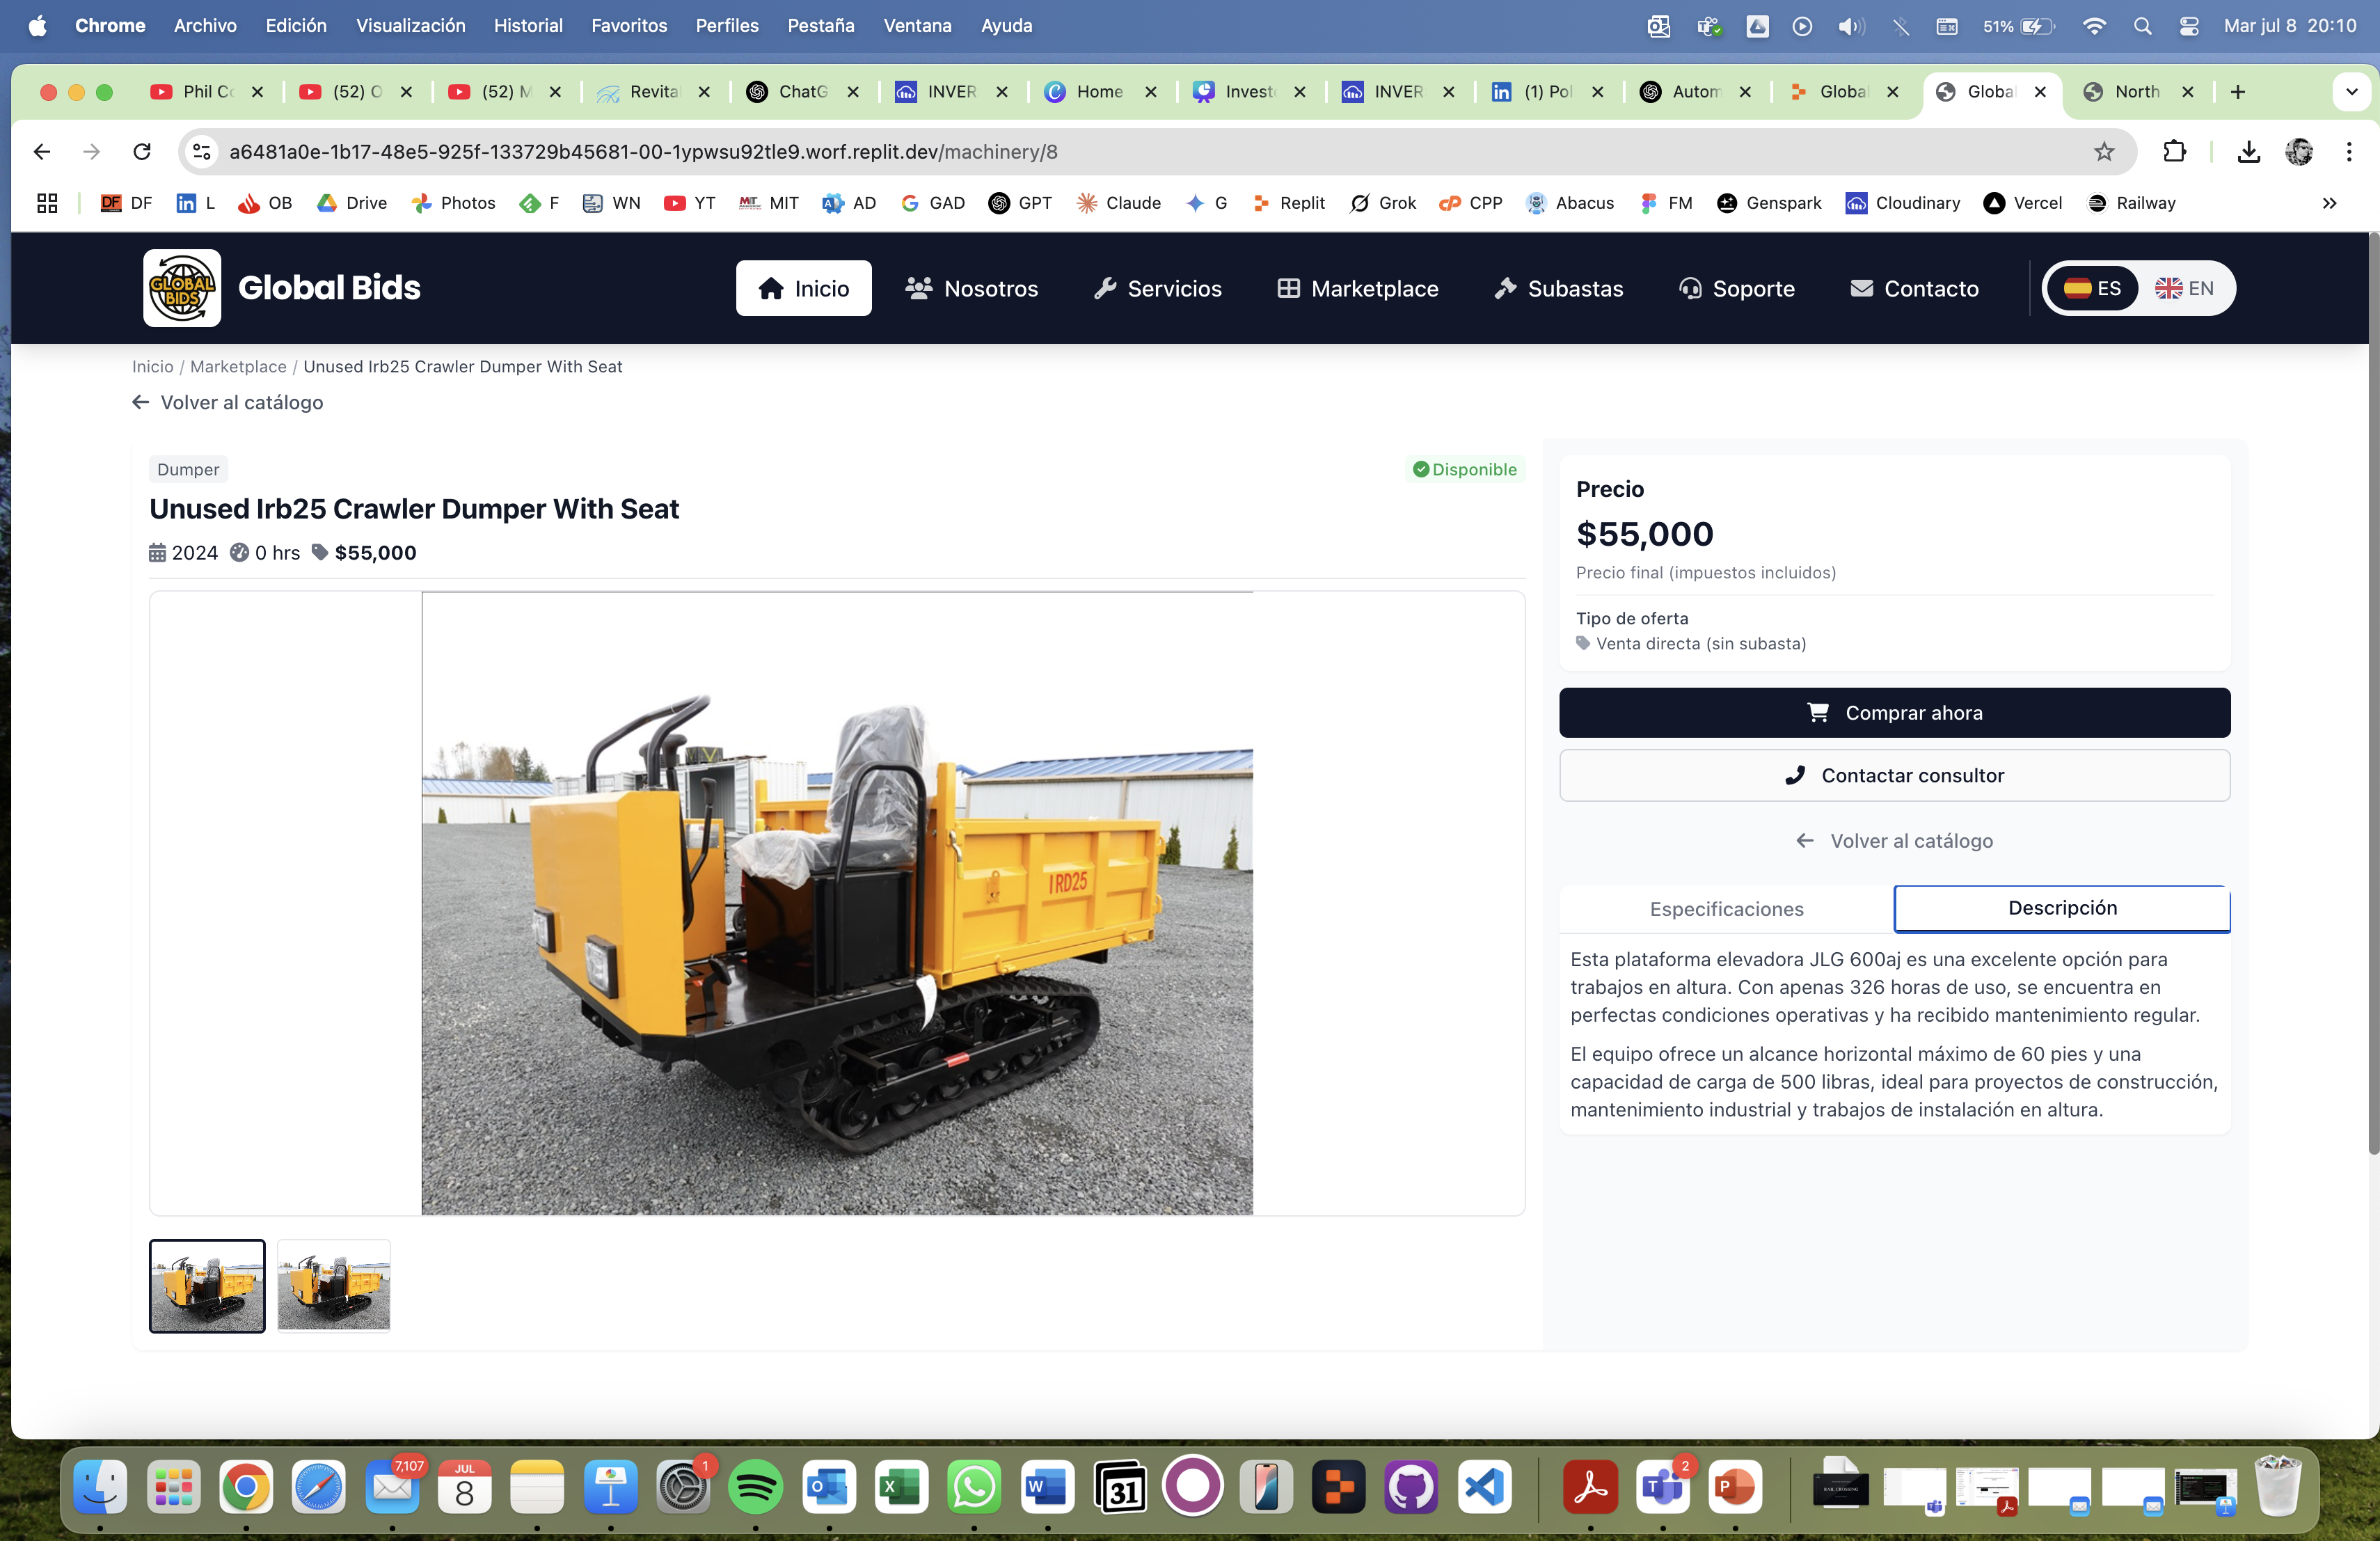 Chrome Archivo Edición Visualización Historial Favoritos Perfiles Pestaña Ventana Ayuda 51% Mar jul 8 20:10
Phil C (52) O (52) M Revita ChatG INVER Home Invest INVER (1) Pol Autom Global Global North
a6481a0e-1b17-48e5-925f-133729b45681-00-1ypwsu92tle9.worf.replit.dev/machinery/8
DF DF L OB Drive Photos F WN YT MIT AD GAD GPT Claude G Replit Grok CPP Abacus FM Genspark Cloudinary Vercel Railway
GLOBAL BIDS Global Bids Inicio Nosotros Servicios Marketplace Subastas Soporte Contacto ES EN
Inicio / Marketplace / Unused Irb25 Crawler Dumper With Seat
Volver al catálogo
Dumper Disponible
Unused Irb25 Crawler Dumper With Seat
2024 0 hrs $55,000
IRD25
Precio
$55,000
Precio final (impuestos incluidos)
Tipo de oferta
Venta directa (sin subasta)
Comprar ahora
Contactar consultor
Volver al catálogo
Especificaciones Descripción
Esta plataforma elevadora JLG 600aj es una excelente opción para
trabajos en altura. Con apenas 326 horas de uso, se encuentra en
perfectas condiciones operativas y ha recibido mantenimiento regular.
El equipo ofrece un alcance horizontal máximo de 60 pies y una
capacidad de carga de 500 libras, ideal para proyectos de construcción,
mantenimiento industrial y trabajos de instalación en altura.
7,107 JUL 8 1 31 2